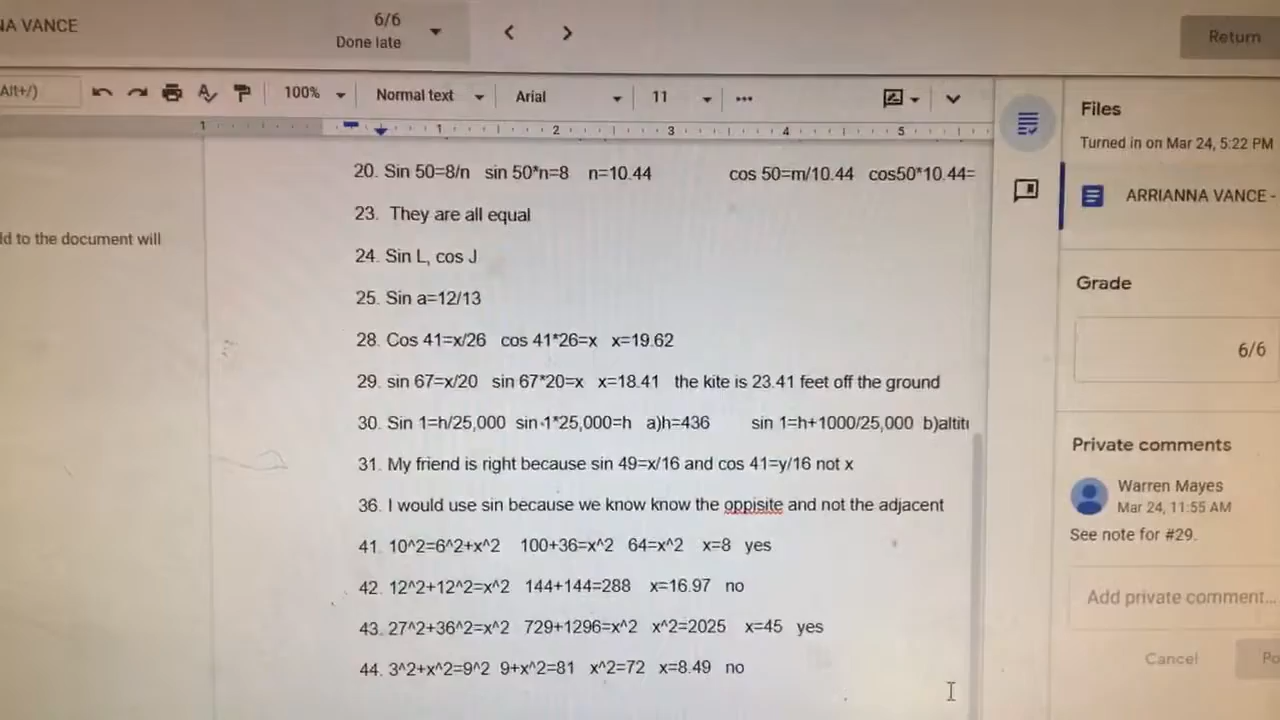 NA VANCE
6/6
Done late
Return
Alt+/)
100%
Normal text
Arial
11
1 1 2 3 4 5
Files
Turned in on Mar 24, 5:22 PM
ARRIANNA VANCE -
ld to the document will
Grade
6/6
20. Sin 50=8/n sin 50*n=8 n=10.44 cos 50=m/10.44 cos50*10.44=
23. They are all equal
24. Sin L, cos J
25. Sin a=12/13
28. Cos 41=x/26 cos 41*26=x x=19.62
29. sin 67=x/20 sin 67*20=x x=18.41 the kite is 23.41 feet off the ground
30. Sin 1=h/25,000 sin 1*25,000=h a)h=436 sin 1=h+1000/25,000 b)altit
31. My friend is right because sin 49=x/16 and cos 41=y/16 not x
36. I would use sin because we know know the oppisite and not the adjacent
41. 10^2=6^2+x^2 100+36=x^2 64=x^2 x=8 yes
42. 12^2+12^2=x^2 144+144=288 x=16.97 no
43. 27^2+36^2=x^2 729+1296=x^2 x^2=2025 x=45 yes
44. 3^2+x^2=9^2 9+x^2=81 x^2=72 x=8.49 no
Private comments
Warren Mayes
Mar 24, 11:55 AM
See note for #29.
Add private comment...
Cancel
Po